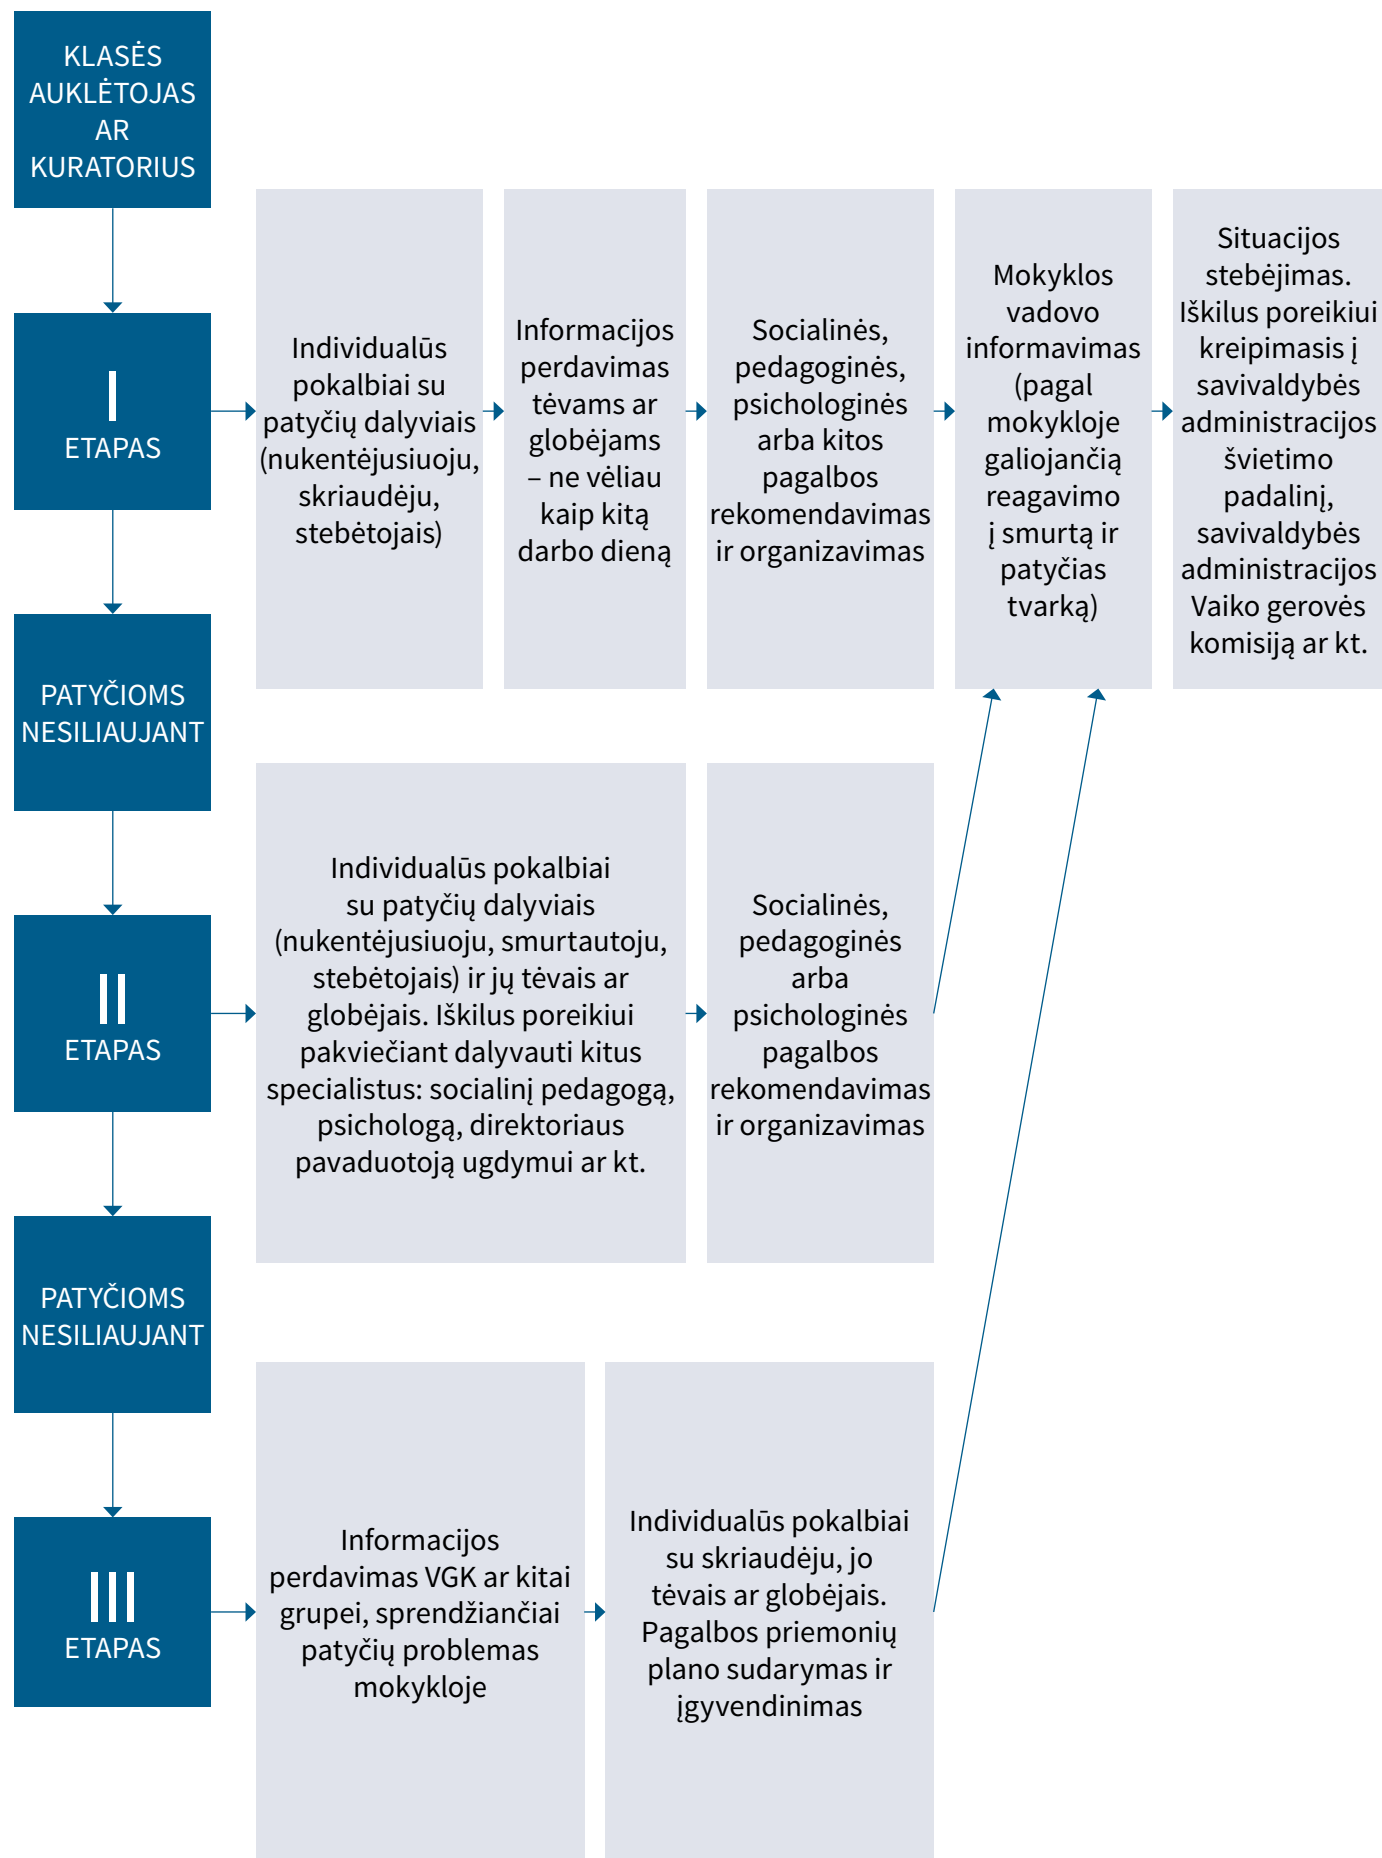 KLASĖS
AUKLĖTOJAS
AR
KURATORIUS
I
ETAPAS
Individualūs
pokalbiai su
patyčių dalyviais
(nukentėjusiuoju,
skriaudėju,
stebėtojais)
Informacijos
perdavimas
tėvams ar
globėjams
– ne vėliau
kaip kitą
darbo dieną
Socialinės,
pedagoginės,
psichologinės
arba kitos
pagalbos
rekomendavimas
ir organizavimas
Mokyklos
vadovo
informavimas
(pagal
mokykloje
galiojančią
reagavimo
į smurtą ir
patyčias
tvarką)
Situacijos
stebėjimas.
Iškilus poreikiui
kreipimasis į
savivaldybės
administracijos
švietimo
padalinį,
savivaldybės
administracijos
Vaiko gerovės
komisiją ar kt.
PATYČIOMS
NESILIAUJANT
II
ETAPAS
Individualūs pokalbiai
su patyčių dalyviais
(nukentėjusiuoju, smurtautoju,
stebėtojais) ir jų tėvais ar
globėjais. Iškilus poreikiui
pakviečiant dalyvauti kitus
specialistus: socialinį pedagogą,
psichologą, direktoriaus
pavaduotoją ugdymui ar kt.
Socialinės,
pedagoginės
arba
psichologinės
pagalbos
rekomendavimas
ir organizavimas
PATYČIOMS
NESILIAUJANT
III
ETAPAS
Informacijos
perdavimas VGK ar kitai
grupei, sprendžiančiai
patyčių problemas
mokykloje
Individualūs pokalbiai
su skriaudėju, jo
tėvais ar globėjais.
Pagalbos priemonių
plano sudarymas ir
įgyvendinimas